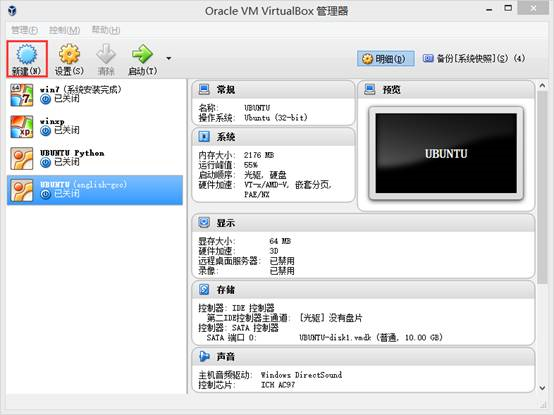 Oracle VM VirtualBox 管理器
管理(F) 控制(M) 帮助(H)
新建(N) 设置(S) 清除 启动(T) 明细(D) 备份[系统快照](S) (4)
win7 (系统安装完成)
已关闭
winxp
已关闭
UBUNTU Python
已关闭
UBUNTU (english-gcc)
已关闭
常规
名称: UBUNTU
操作系统: Ubuntu (32-bit)
系统
内存大小: 2176 MB
运行峰值: 55%
启动顺序: 光驱, 硬盘
硬件加速: VT-x/AMD-V, 嵌套分页,
PAE/NX
预览
UBUNTU
显示
显存大小: 64 MB
硬件加速: 3D
远程桌面服务器: 已禁用
录像: 已禁用
存储
控制器: IDE 控制器
第二IDE控制器主通道: [光驱] 没有盘片
控制器: SATA 控制器
SATA 端口 0: UBUNTU-disk1.vmdk (普通, 10.00 GB)
声音
主机音频驱动: Windows DirectSound
控制芯片: ICH AC97